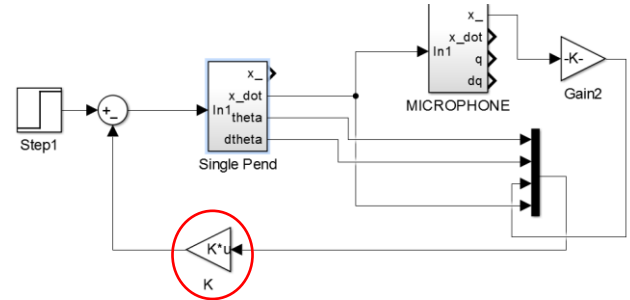 Step1
+
_
In1
x_
x_dot
theta
dtheta
Single Pend
In1
x_
x_dot
q
dq
MICROPHONE
-K-
Gain2
K*u
K